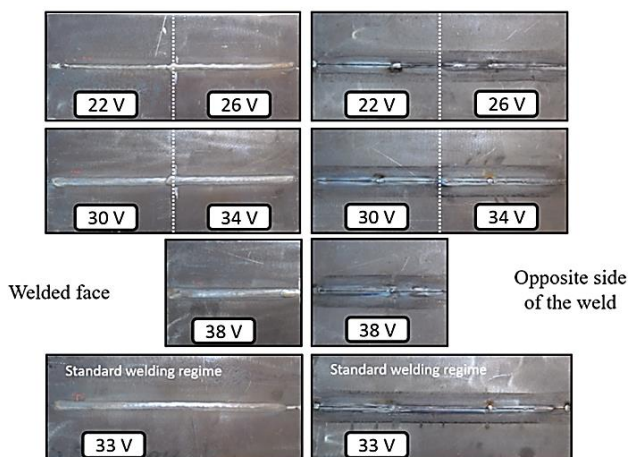 22 V
26 V
22 V
26 V
30 V
34 V
30 V
34 V
Welded face
38 V
38 V
Opposite side
of the weld
Standard welding regime
33 V
Standard welding regime
33 V